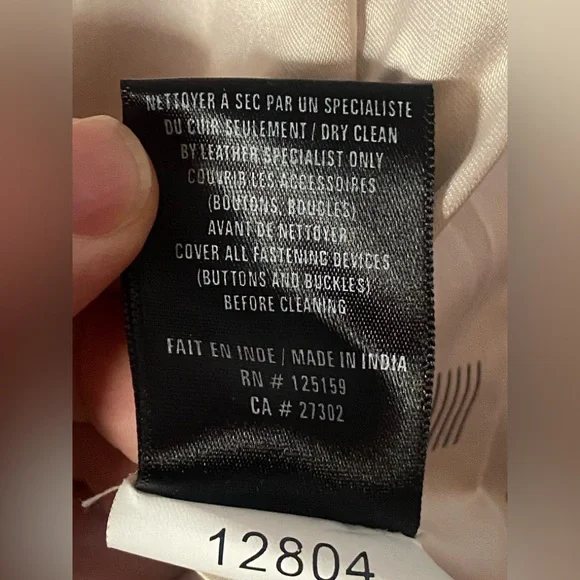 NETTOYER À SEC PAR UN SPECIALISTE
DU CUIR SEULEMENT / DRY CLEAN
BY LEATHER SPECIALIST ONLY
COUVRIR LES ACCESSOIRES
(BOUTONS, BOUCLES)
AVANT DE NETTOYER
COVER ALL FASTENING DEVICES
(BUTTONS AND BUCKLES)
BEFORE CLEANING
FAIT EN INDE / MADE IN INDIA
RN # 125159
CA # 27302
12804